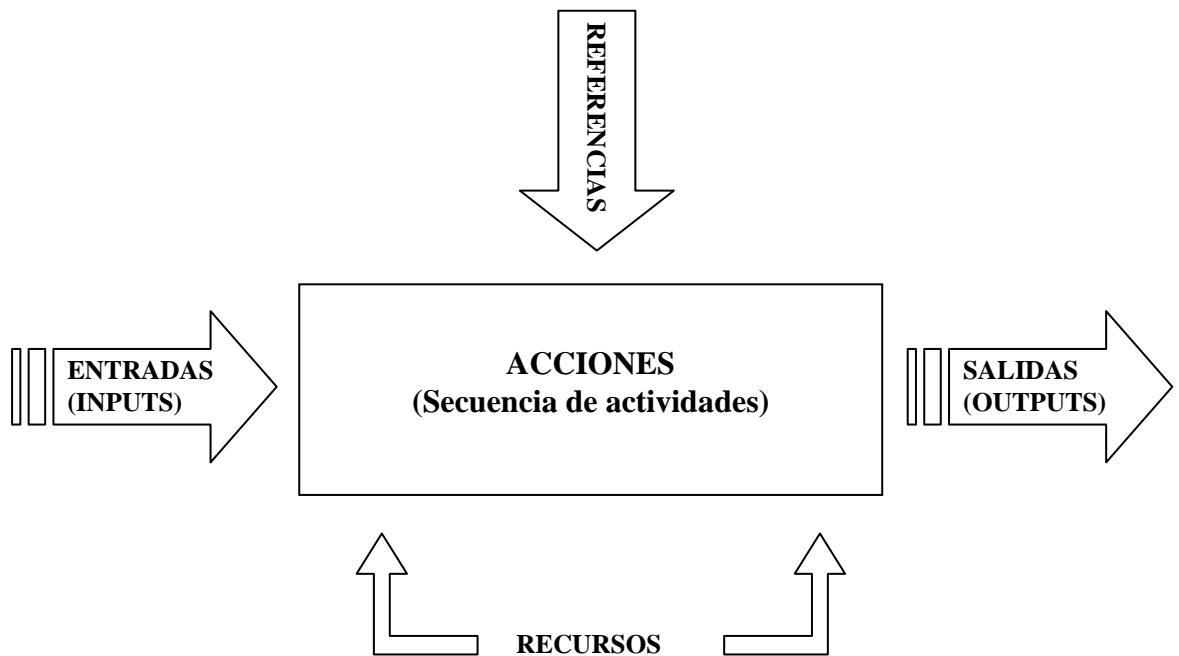 REFERENCIAS
ENTRADAS
(INPUTS)
ACCIONES
(Secuencia de actividades)
SALIDAS
(OUTPUTS)
RECURSOS